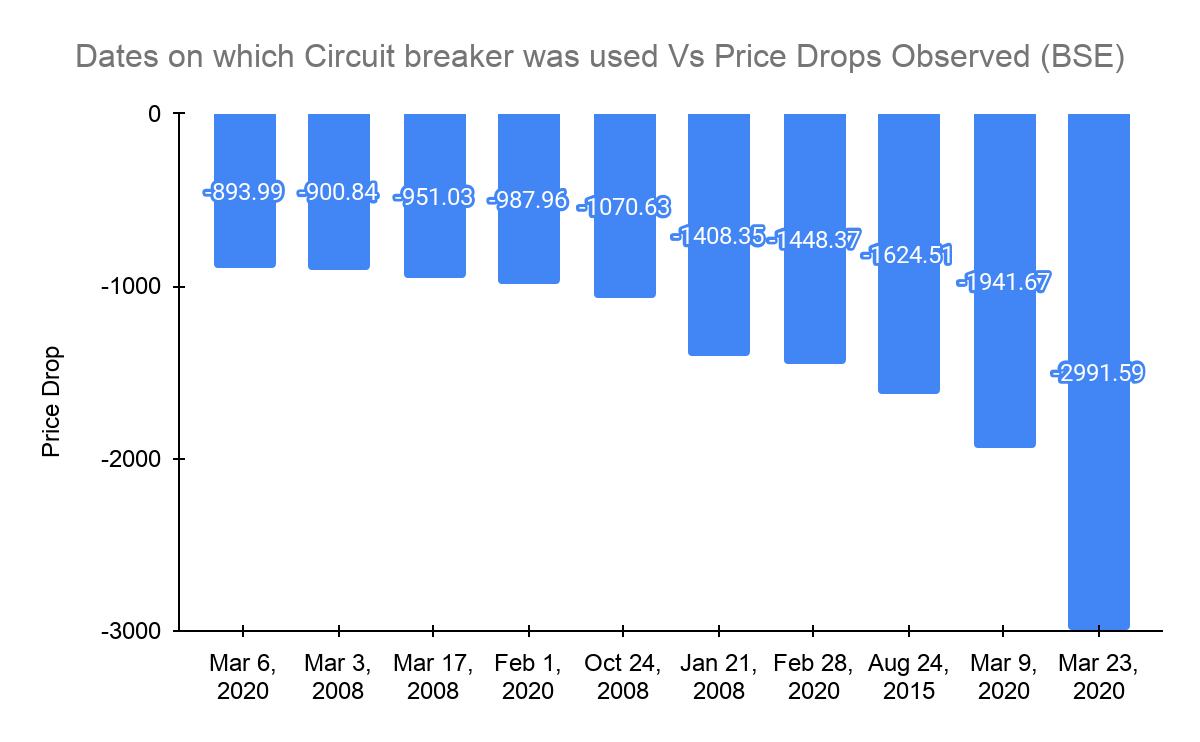 Dates on which Circuit breaker was used Vs Price Drops Observed (BSE)
0
-1000
-2000
-3000
Price Drop
-893.99
-900.84
-951.03
-987.96
-1070.63
-1408.35
-1448.37
-1624.51
-1941.67
-2991.59
Mar 6,
2020
Mar 3,
2008
Mar 17,
2008
Feb 1,
2020
Oct 24,
2008
Jan 21,
2008
Feb 28,
2020
Aug 24,
2015
Mar 9,
2020
Mar 23,
2020